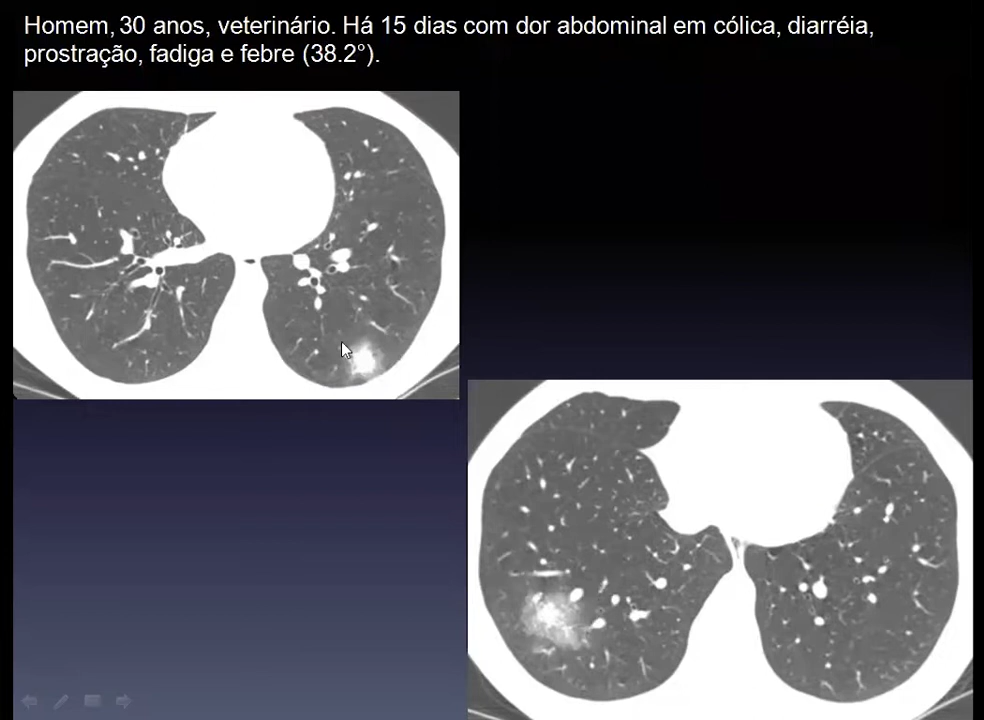 Homem, 30 anos, veterinário. Há 15 dias com dor abdominal em cólica, diarréia,
prostração, fadiga e febre (38.2°).